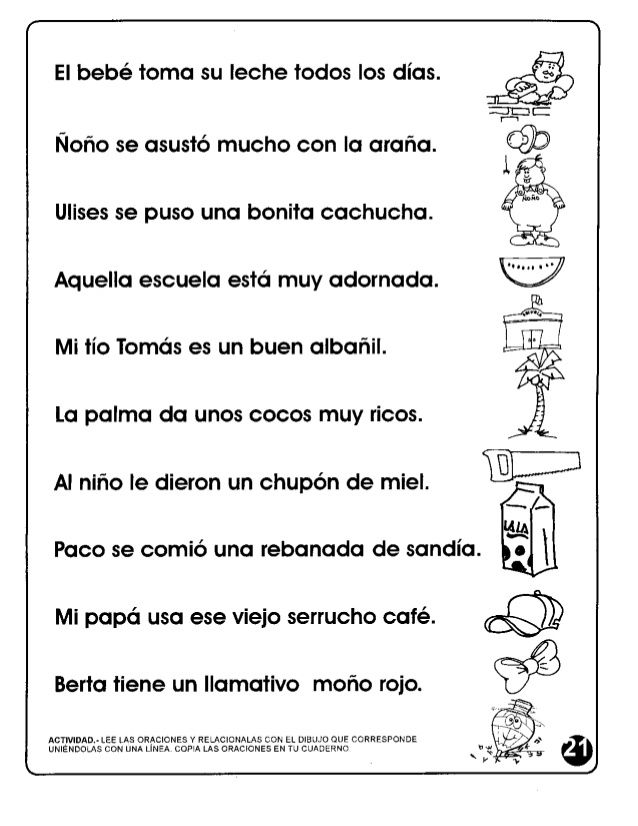 El bebé toma su leche todos los días.
Ñoño se asustó mucho con la araña.
ÑOÑO
Ulises se puso una bonita cachucha.
Aquella escuela está muy adornada.
ESCUELA
Mi tío Tomás es un buen albañil.
La palma da unos cocos muy ricos.
Al niño le dieron un chupón de miel.
LALA
Paco se comió una rebanada de sandía.
Mi papá usa ese viejo serrucho café.
Berta tiene un llamativo moño rojo.
ACTIVIDAD.- LEE LAS ORACIONES Y RELACIONALAS CON EL DIBUJO QUE CORRESPONDE
UNIÉNDOLAS CON UNA LÍNEA. COPIA LAS ORACIONES EN TU CUADERNO
21